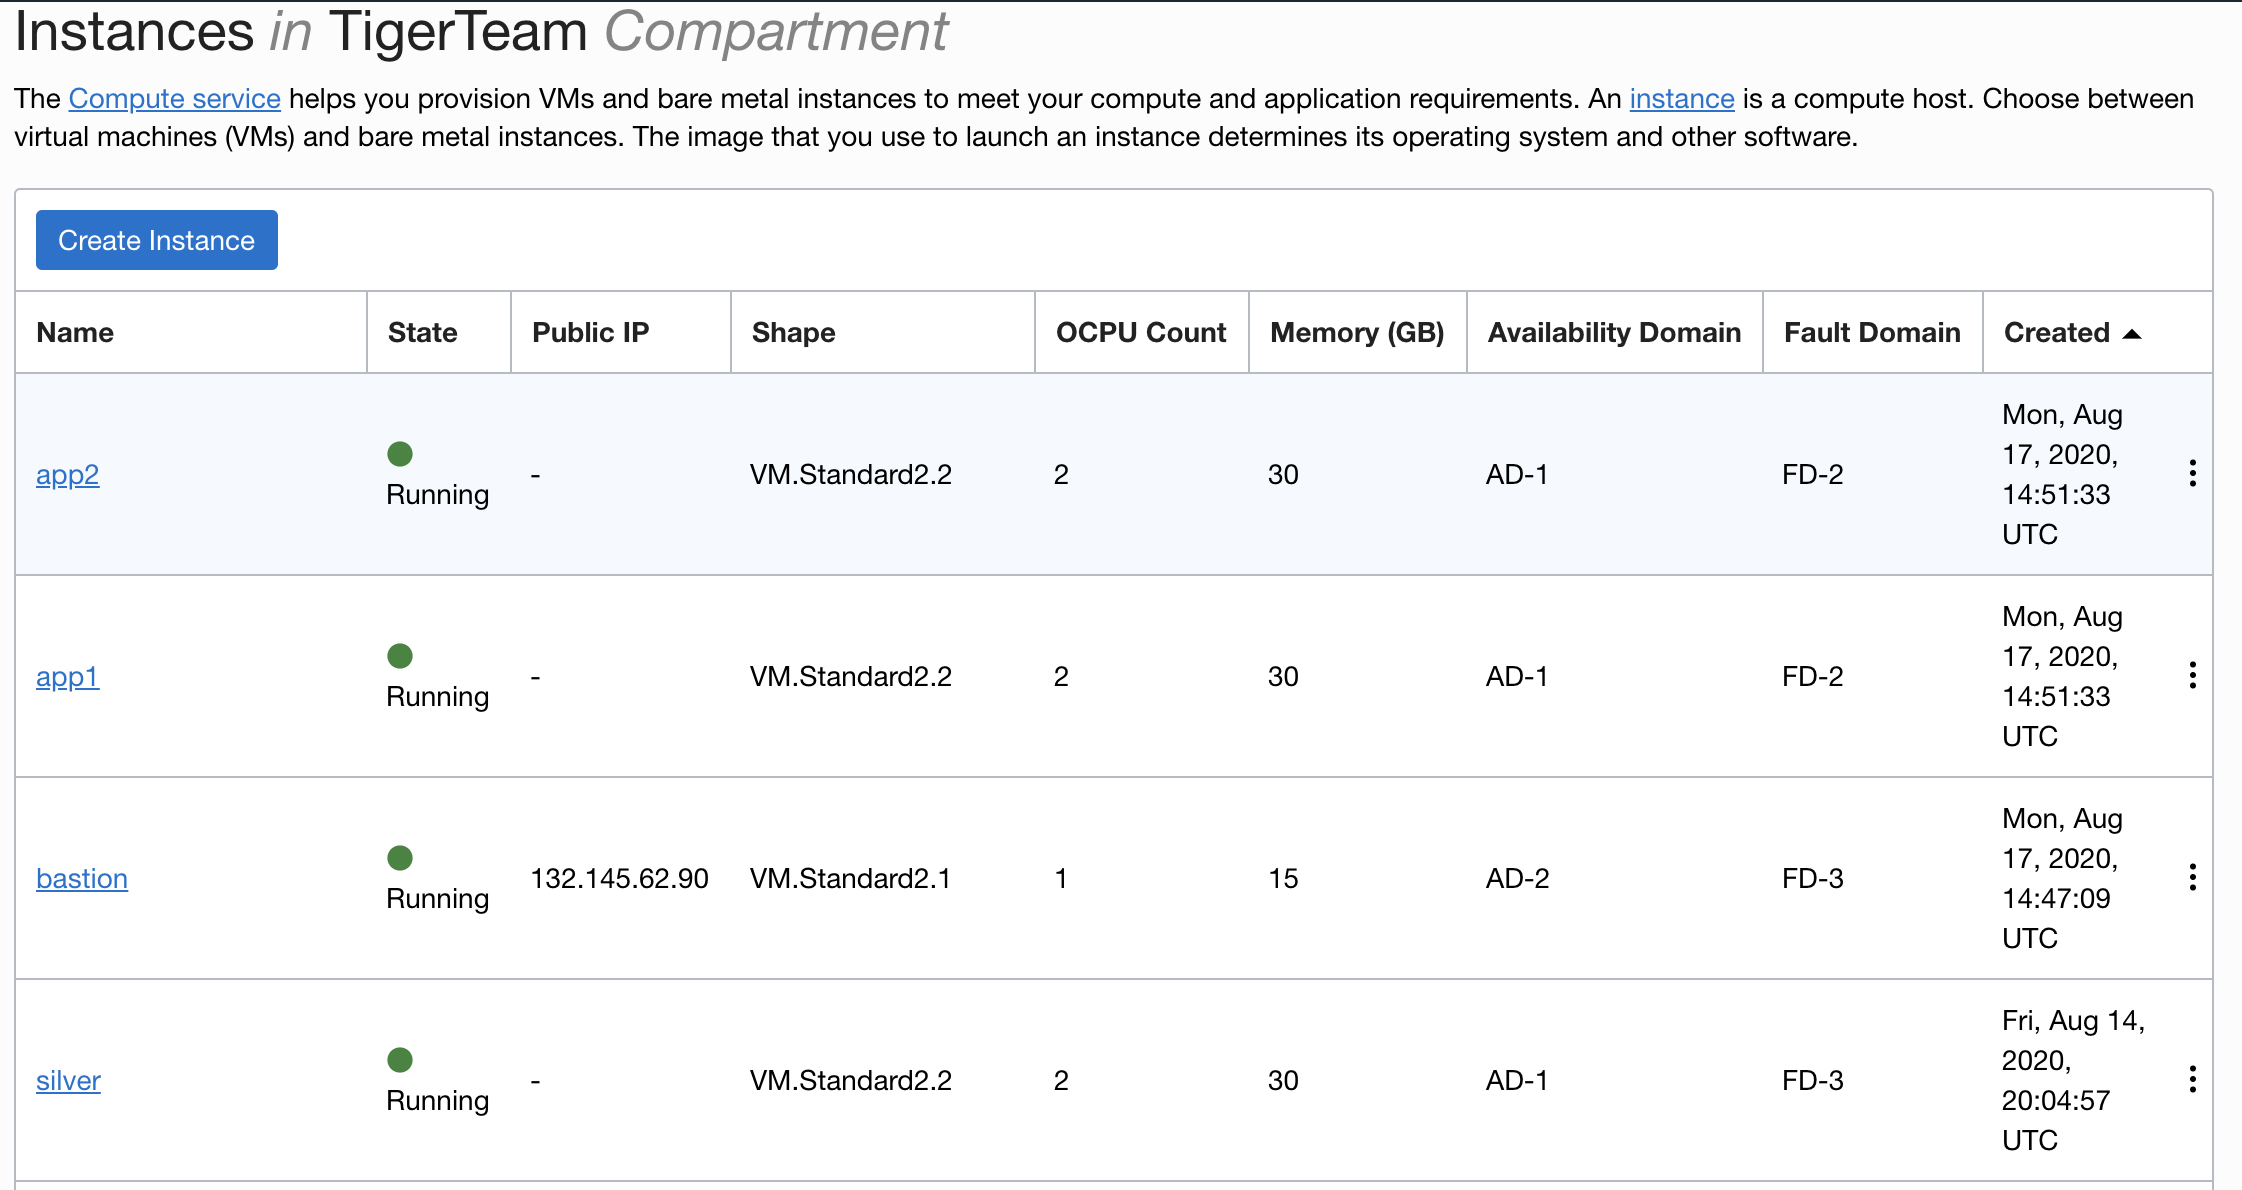 Instances in TigerTeam Compartment
The Compute service helps you provision VMs and bare metal instances to meet your compute and application requirements. An instance is a compute host. Choose between
virtual machines (VMs) and bare metal instances. The image that you use to launch an instance determines its operating system and other software.
Create Instance
Name State Public IP Shape OCPU Count Memory (GB) Availability Domain Fault Domain Created
app2 Running - VM.Standard2.2 2 30 AD-1 FD-2 Mon, Aug
17, 2020,
14:51:33
UTC
app1 Running - VM.Standard2.2 2 30 AD-1 FD-2 Mon, Aug
17, 2020,
14:51:33
UTC
bastion Running 132.145.62.90 VM.Standard2.1 1 15 AD-2 FD-3 Mon, Aug
17, 2020,
14:47:09
UTC
silver Running - VM.Standard2.2 2 30 AD-1 FD-3 Fri, Aug 14,
2020,
20:04:57
UTC